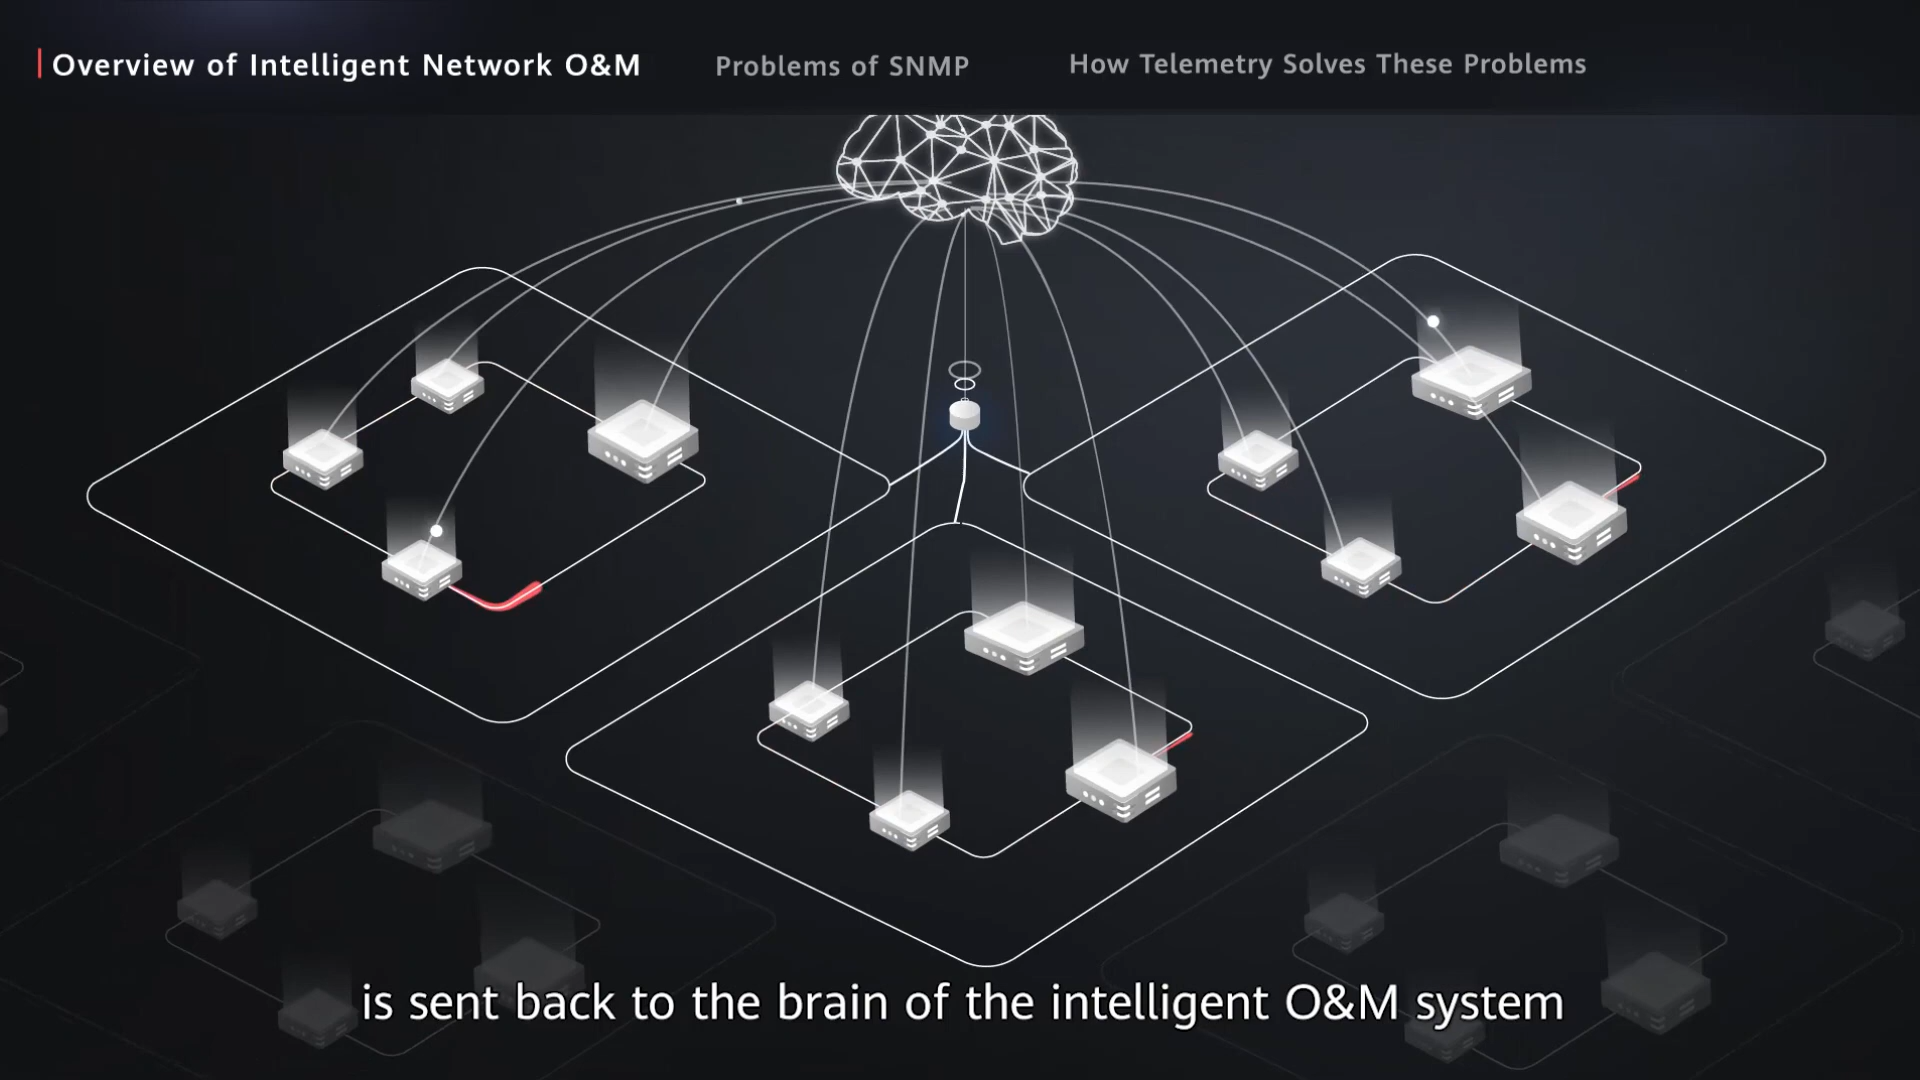 Overview of Intelligent Network O&M
Problems of SNMP
How Telemetry Solves These Problems
is sent back to the brain of the intelligent O&M system